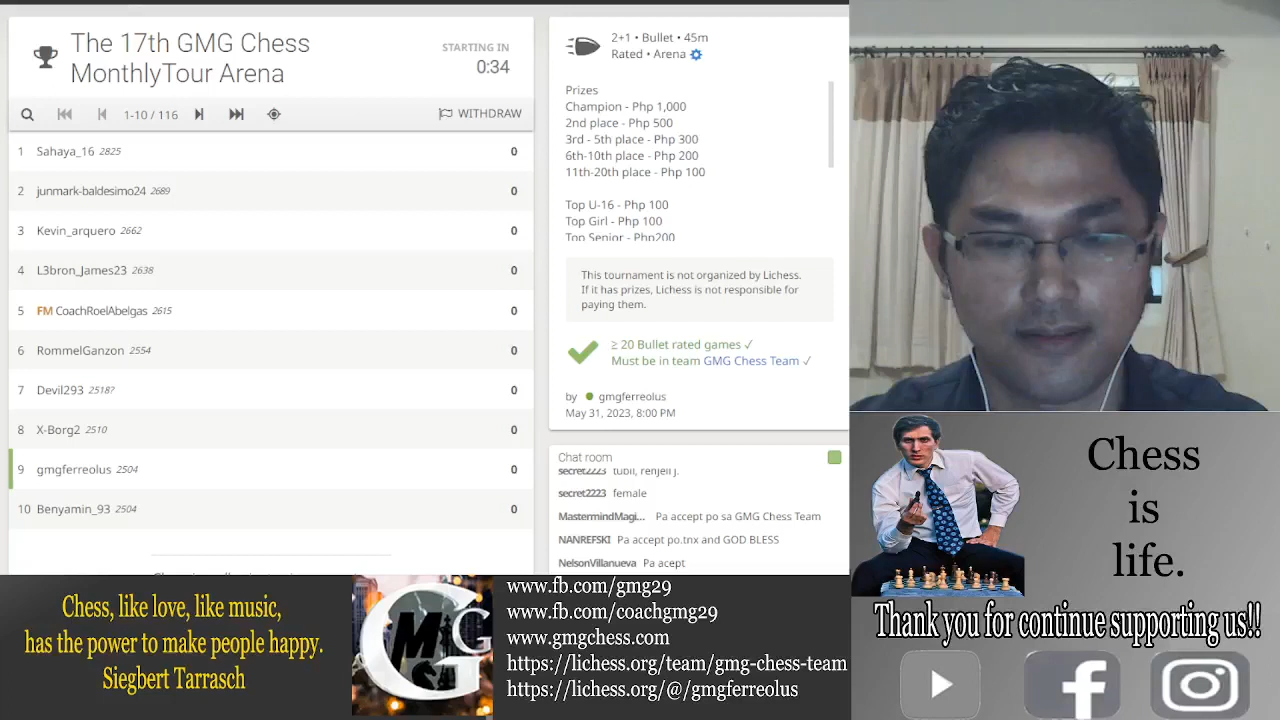 The 17th GMG Chess
MonthlyTour Arena
STARTING IN
0:34
1-10 / 116
WITHDRAW
1 Sahaya_16 2825 0
2 junmark-baldesimo24 2689 0
3 Kevin_arquero 2662 0
4 L3bron_James23 2638 0
5 FM CoachRoelAbelgas 2615 0
6 RommelGanzon 2554 0
7 Devil293 2518? 0
8 X-Borg2 2510 0
9 gmgferreolus 2504 0
10 Benyamin_93 2504 0
2+1 • Bullet • 45m
Rated • Arena
Prizes
Champion - Php 1,000
2nd place - Php 500
3rd - 5th place - Php 300
6th-10th place - Php 200
11th-20th place - Php 100
Top U-16 - Php 100
Top Girl - Php 100
Top Senior - Php200
This tournament is not organized by Lichess.
If it has prizes, Lichess is not responsible for
paying them.
≥ 20 Bullet rated games ✓
Must be in team GMG Chess Team ✓
by gmgferreolus
May 31, 2023, 8:00 PM
Chat room
secret2223 tubil, renjell j.
secret2223 female
MastermindMagi... Pa accept po sa GMG Chess Team
NANREFSKI Pa accept po.tnx and GOD BLESS
NelsonVillanueva Pa acept
Chess, like love, like music,
has the power to make people happy.
Siegbert Tarrasch
GMG
www.fb.com/gmg29
www.fb.com/coachgmg29
www.gmgchess.com
https://lichess.org/team/gmg-chess-team
https://lichess.org/@/gmgferreolus
Chess
is
life.
Thank you for continue supporting us!!